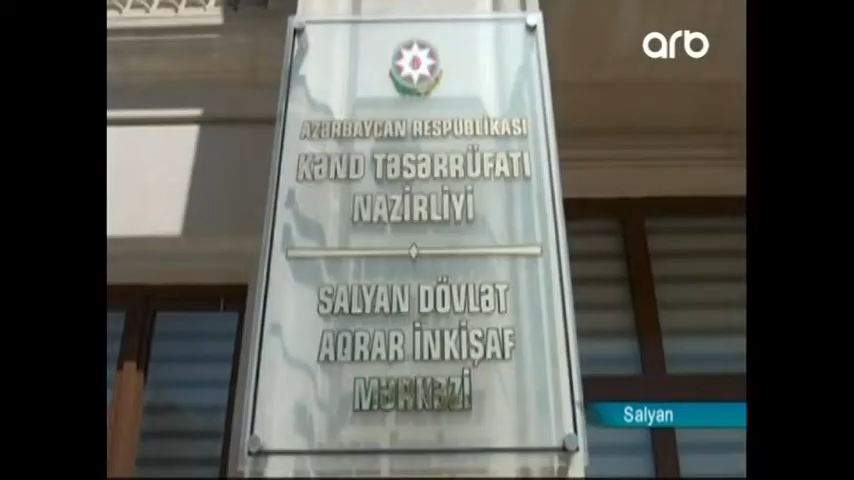 arb
AZƏRBAYCAN RESPUBLİKASI
KƏND TƏSƏRRÜFATI
NAZİRLİYİ
SALYAN DÖVLƏT
AQRAR İNKİŞAF
MƏRKƏZİ
Salyan